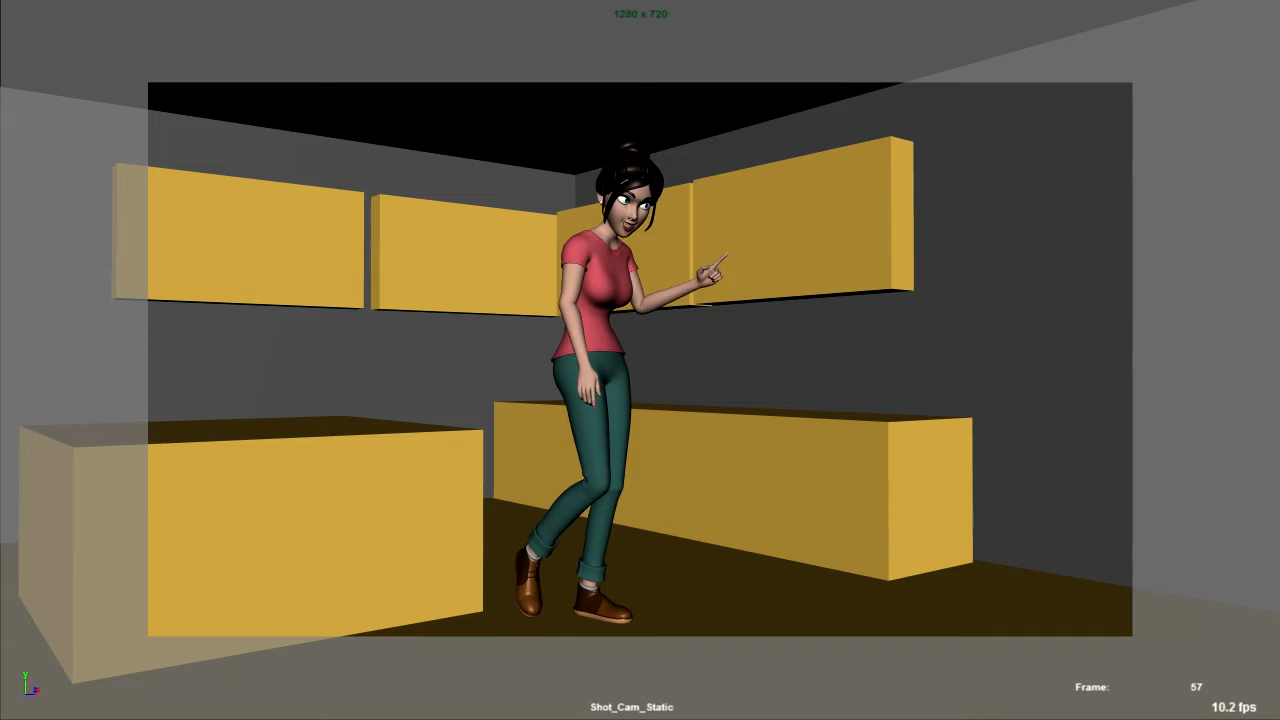 1280 x 720
y
Frame: 57
Shot_Cam_Static
10.2 fps